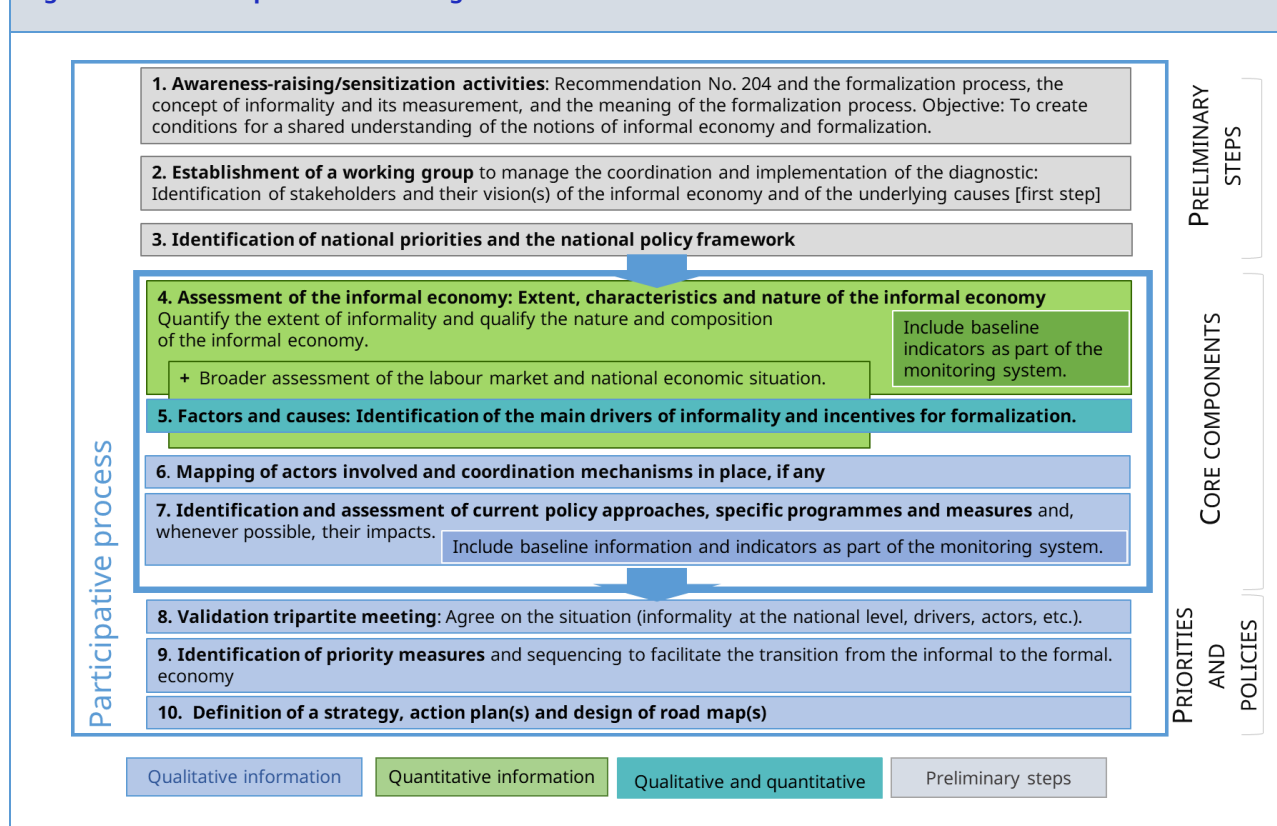 1. Awareness-raising/sensitization activities: Recommendation No. 204 and the formalization process, the
concept of informality and its measurement, and the meaning of the formalization process. Objective: To create
conditions for a shared understanding of the notions of informal economy and formalization.
2. Establishment of a working group to manage the coordination and implementation of the diagnostic:
Identification of stakeholders and their vision(s) of the informal economy and of the underlying causes [first step]
3. Identification of national priorities and the national policy framework
PRELIMINARY
STEPS
4. Assessment of the informal economy: Extent, characteristics and nature of the informal economy
Quantify the extent of informality and qualify the nature and composition
of the informal economy.
Include baseline
indicators as part of the
monitoring system.
+ Broader assessment of the labour market and national economic situation.
5. Factors and causes: Identification of the main drivers of informality and incentives for formalization.
6. Mapping of actors involved and coordination mechanisms in place, if any
7. Identification and assessment of current policy approaches, specific programmes and measures and,
whenever possible, their impacts.
Include baseline information and indicators as part of the monitoring system.
CORE COMPONENTS
8. Validation tripartite meeting: Agree on the situation (informality at the national level, drivers, actors, etc.).
9. Identification of priority measures and sequencing to facilitate the transition from the informal to the formal.
economy
10. Definition of a strategy, action plan(s) and design of road map(s)
PRIORITIES
AND
POLICIES
Participative process
Qualitative information
Quantitative information
Qualitative and quantitative
Preliminary steps